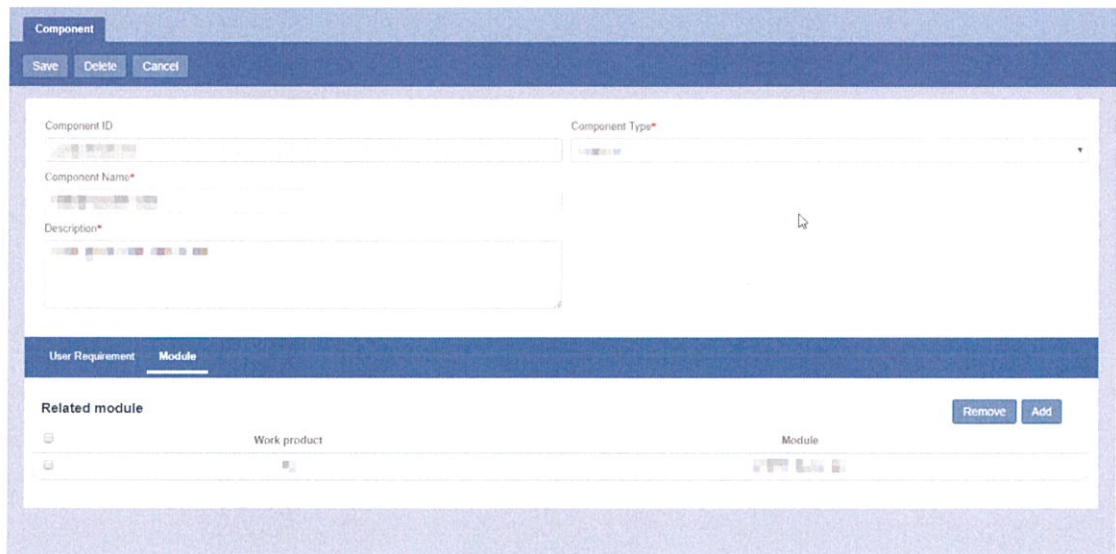 Component
Save Delete Cancel
Component ID Component Type*
Component Name*
Description*
User Requirement Module
Related module Remove Add
Work product Module